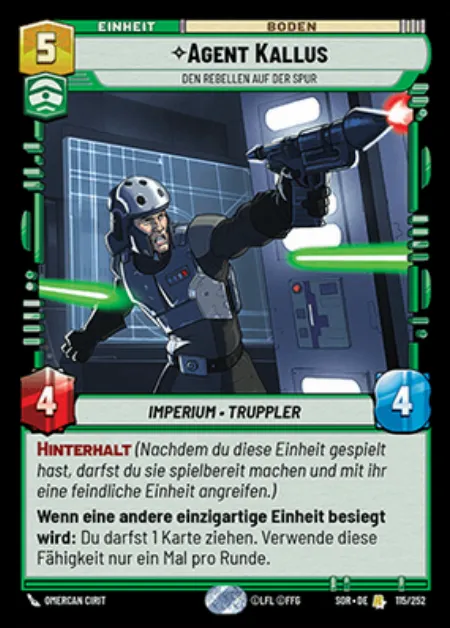 EINHEIT
BODEN
5
AGENT KALLUS
DEN REBELLEN AUF DER SPUR
4
4
IMPERIUM • TRUPPLER
HINTERHALT (Nachdem du diese Einheit gespielt
hast, darfst du sie spielbereit machen und mit ihr
eine feindliche Einheit angreifen.)
Wenn eine andere einzigartige Einheit besiegt
wird: Du darfst 1 Karte ziehen. Verwende diese
Fähigkeit nur ein Mal pro Runde.
OMERCAN CIRIT
©LFL ©FFG
SOR • DE
R
115/252